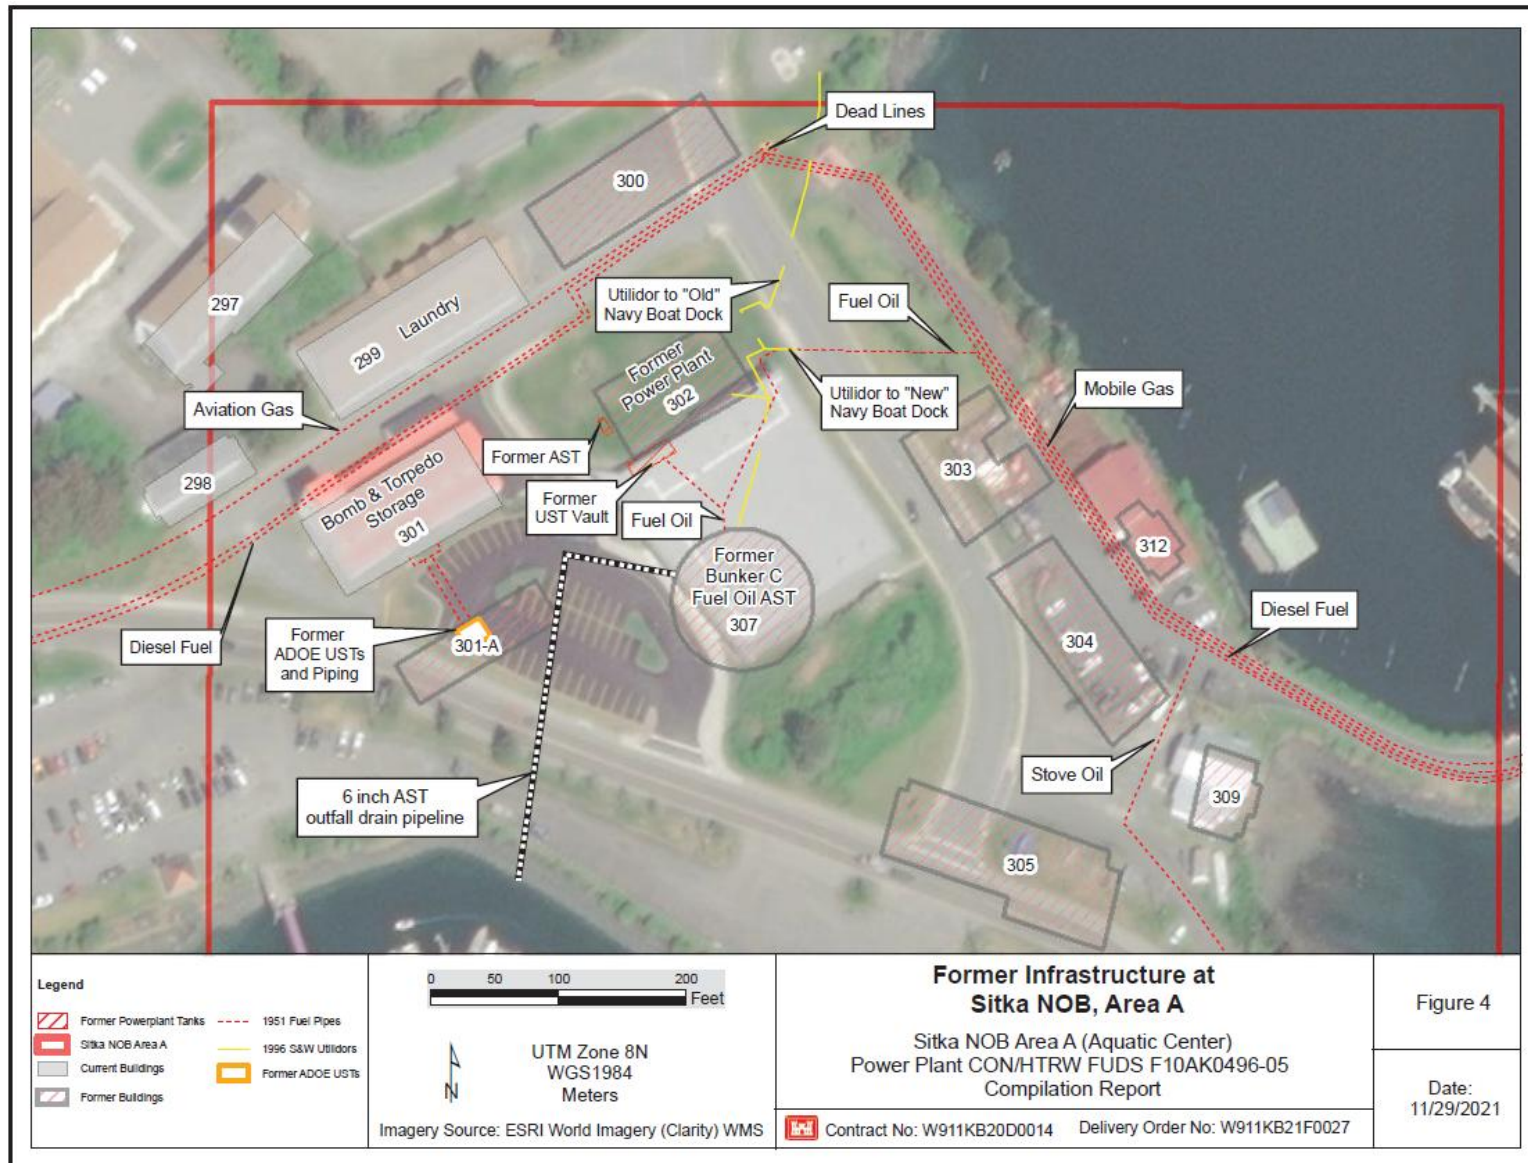 Dead Lines
300
Utilidor to "Old"
Navy Boat Dock
Fuel Oil
297
Laundry
299
Former
Power Plant
302
Utilidor to "New"
Navy Boat Dock
Mobile Gas
Aviation Gas
Former AST
298
Bomb & Torpedo
Storage
301
Former
UST Vault
Fuel Oil
303
312
Former
Bunker C
Fuel Oil AST
307
Diesel Fuel
Diesel Fuel
Former
ADOE USTs
and Piping
301-A
304
6 inch AST
outfall drain pipeline
Stove Oil
309
305
Legend
Former Powerplant Tanks
Sitka NOB Area A
Current Buildings
Former Buildings
1951 Fuel Pipes
1996 S&W Utilidors
Former ADOE USTs
0 50 100 200
Feet
N
UTM Zone 8N
WGS1984
Meters
Imagery Source: ESRI World Imagery (Clarity) WMS
Former Infrastructure at
Sitka NOB, Area A
Sitka NOB Area A (Aquatic Center)
Power Plant CON/HTRW FUDS F10AK0496-05
Compilation Report
Contract No: W911KB20D0014 Delivery Order No: W911KB21F0027
Figure 4
Date:
11/29/2021